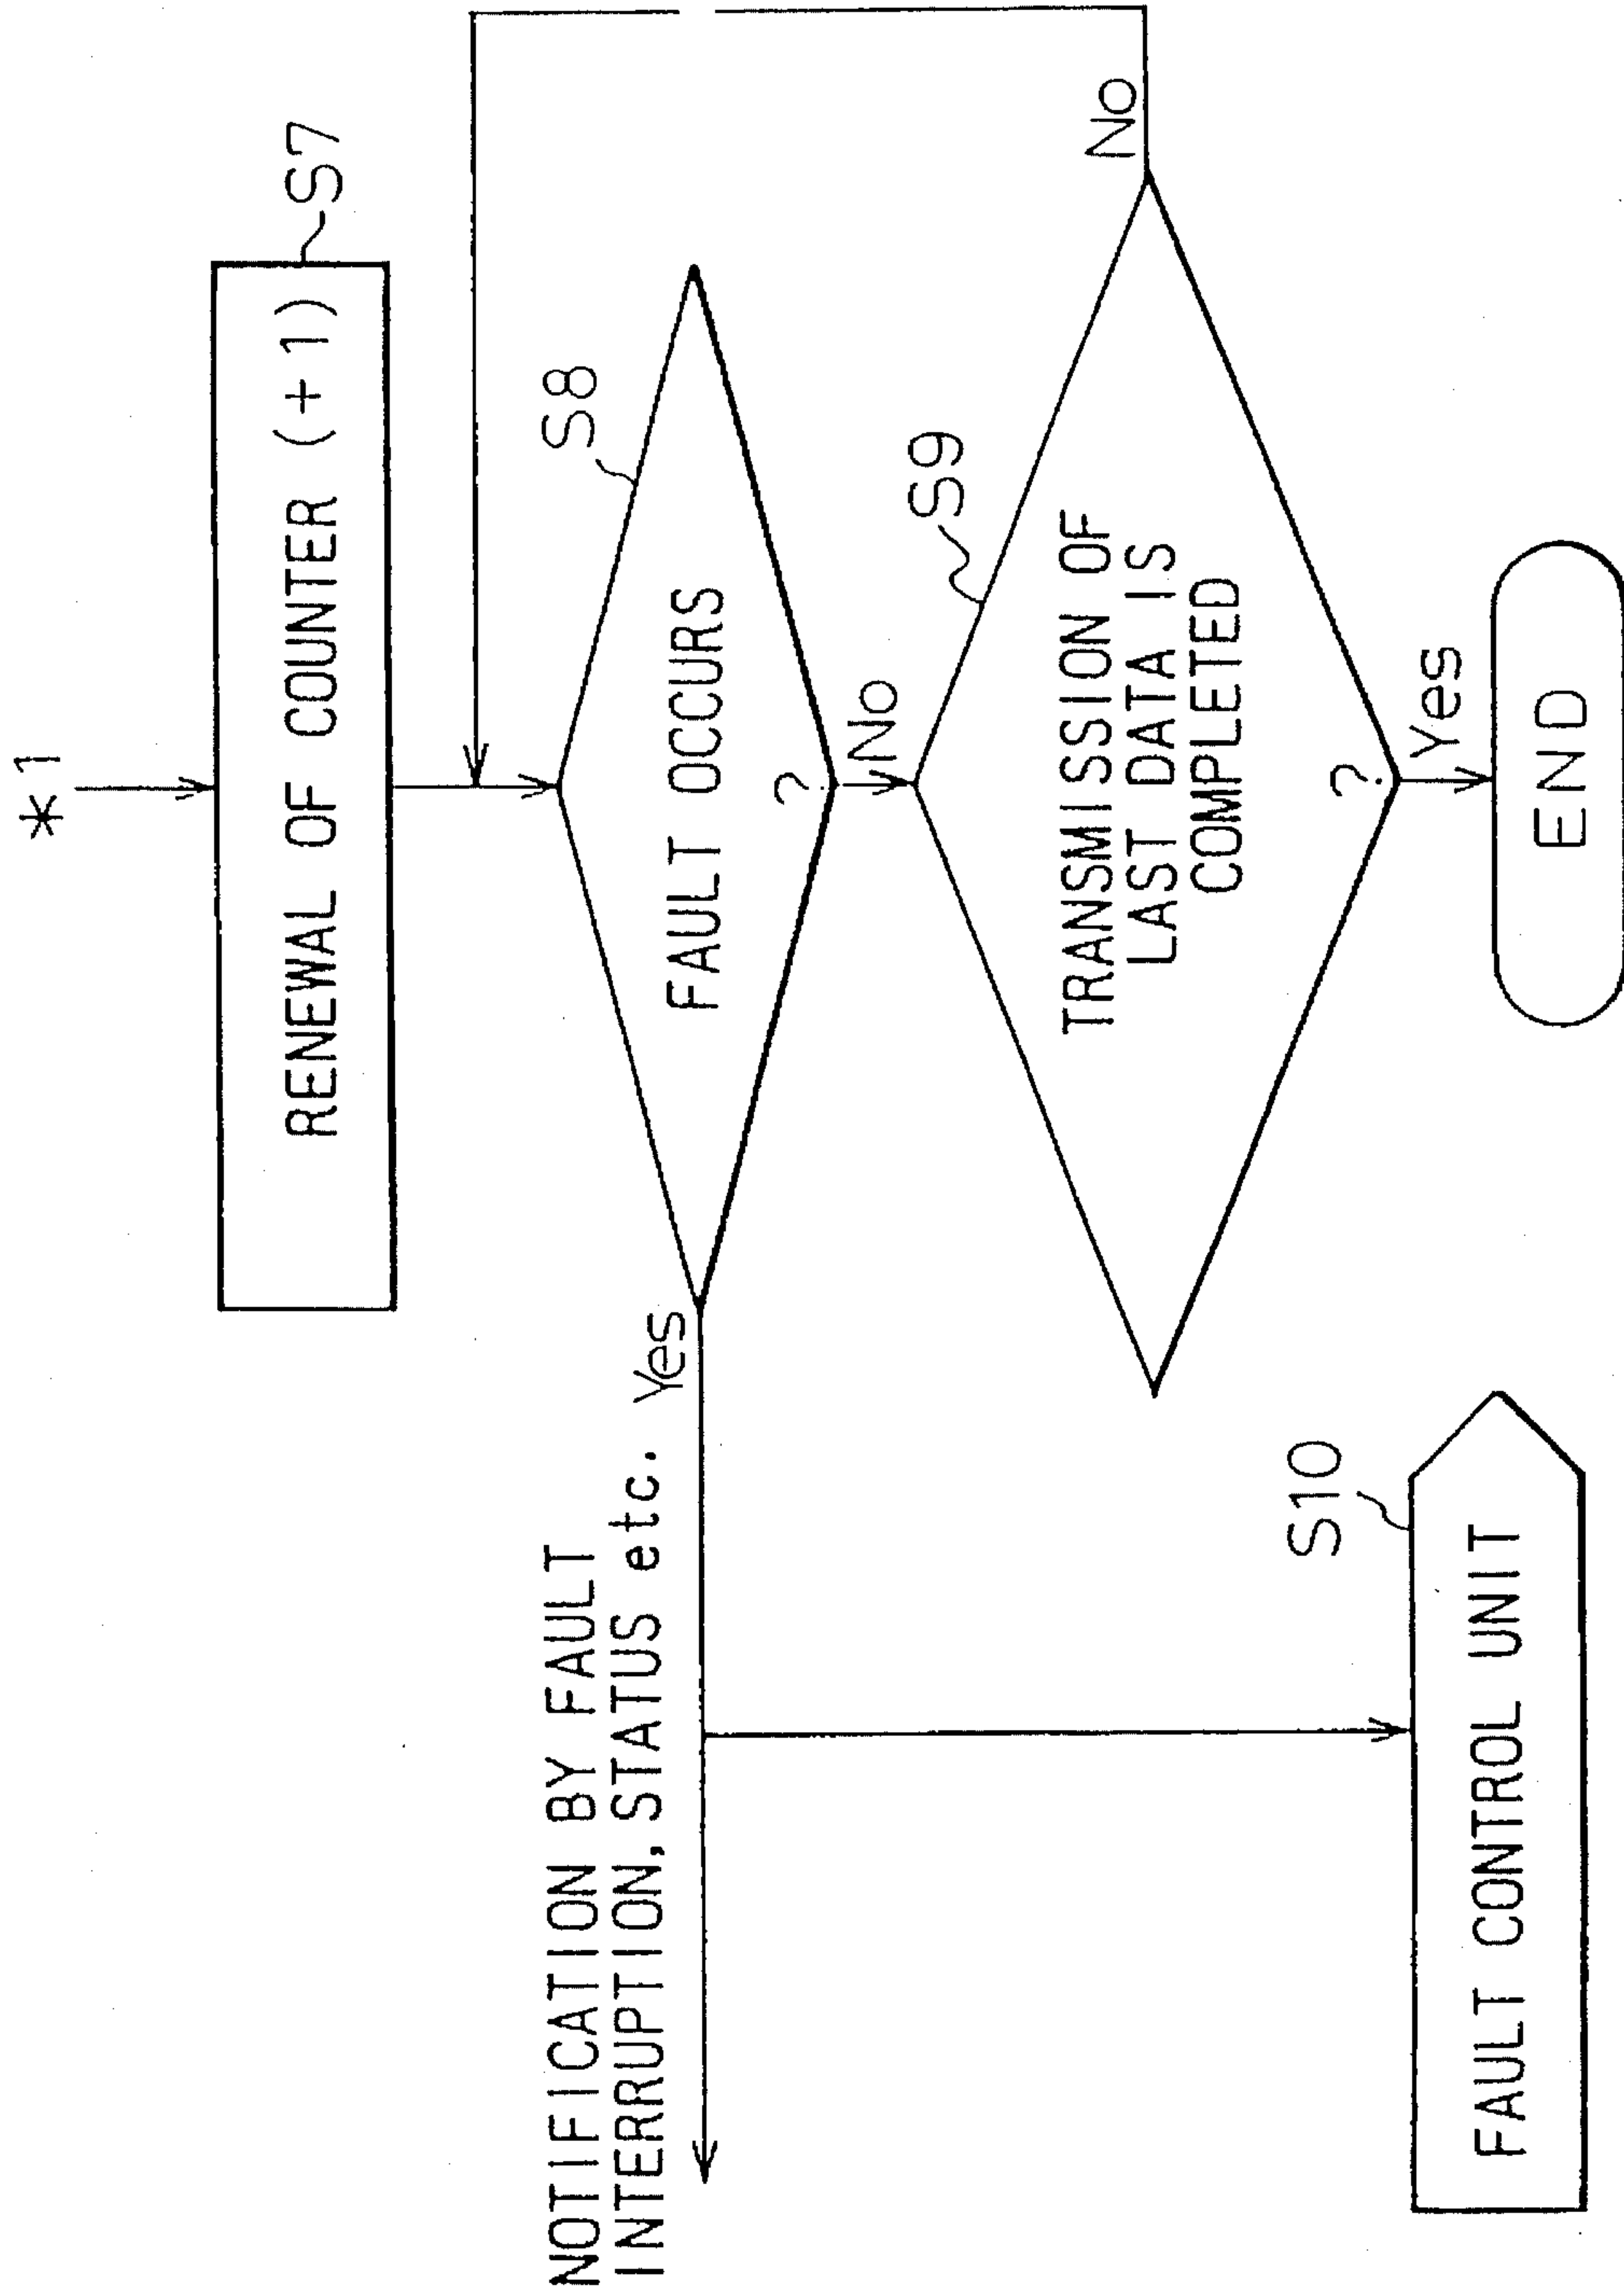 *1
RENEWAL OF COUNTER (+1)
S7
S8
FAULT OCCURS
?
Yes
No
NOTIFICATION BY FAULT
INTERRUPTION, STATUS etc.
S9
TRANSMISSION OF
LAST DATA IS
COMPLETED
?
No
Yes
S10
FAULT CONTROL UNIT
END